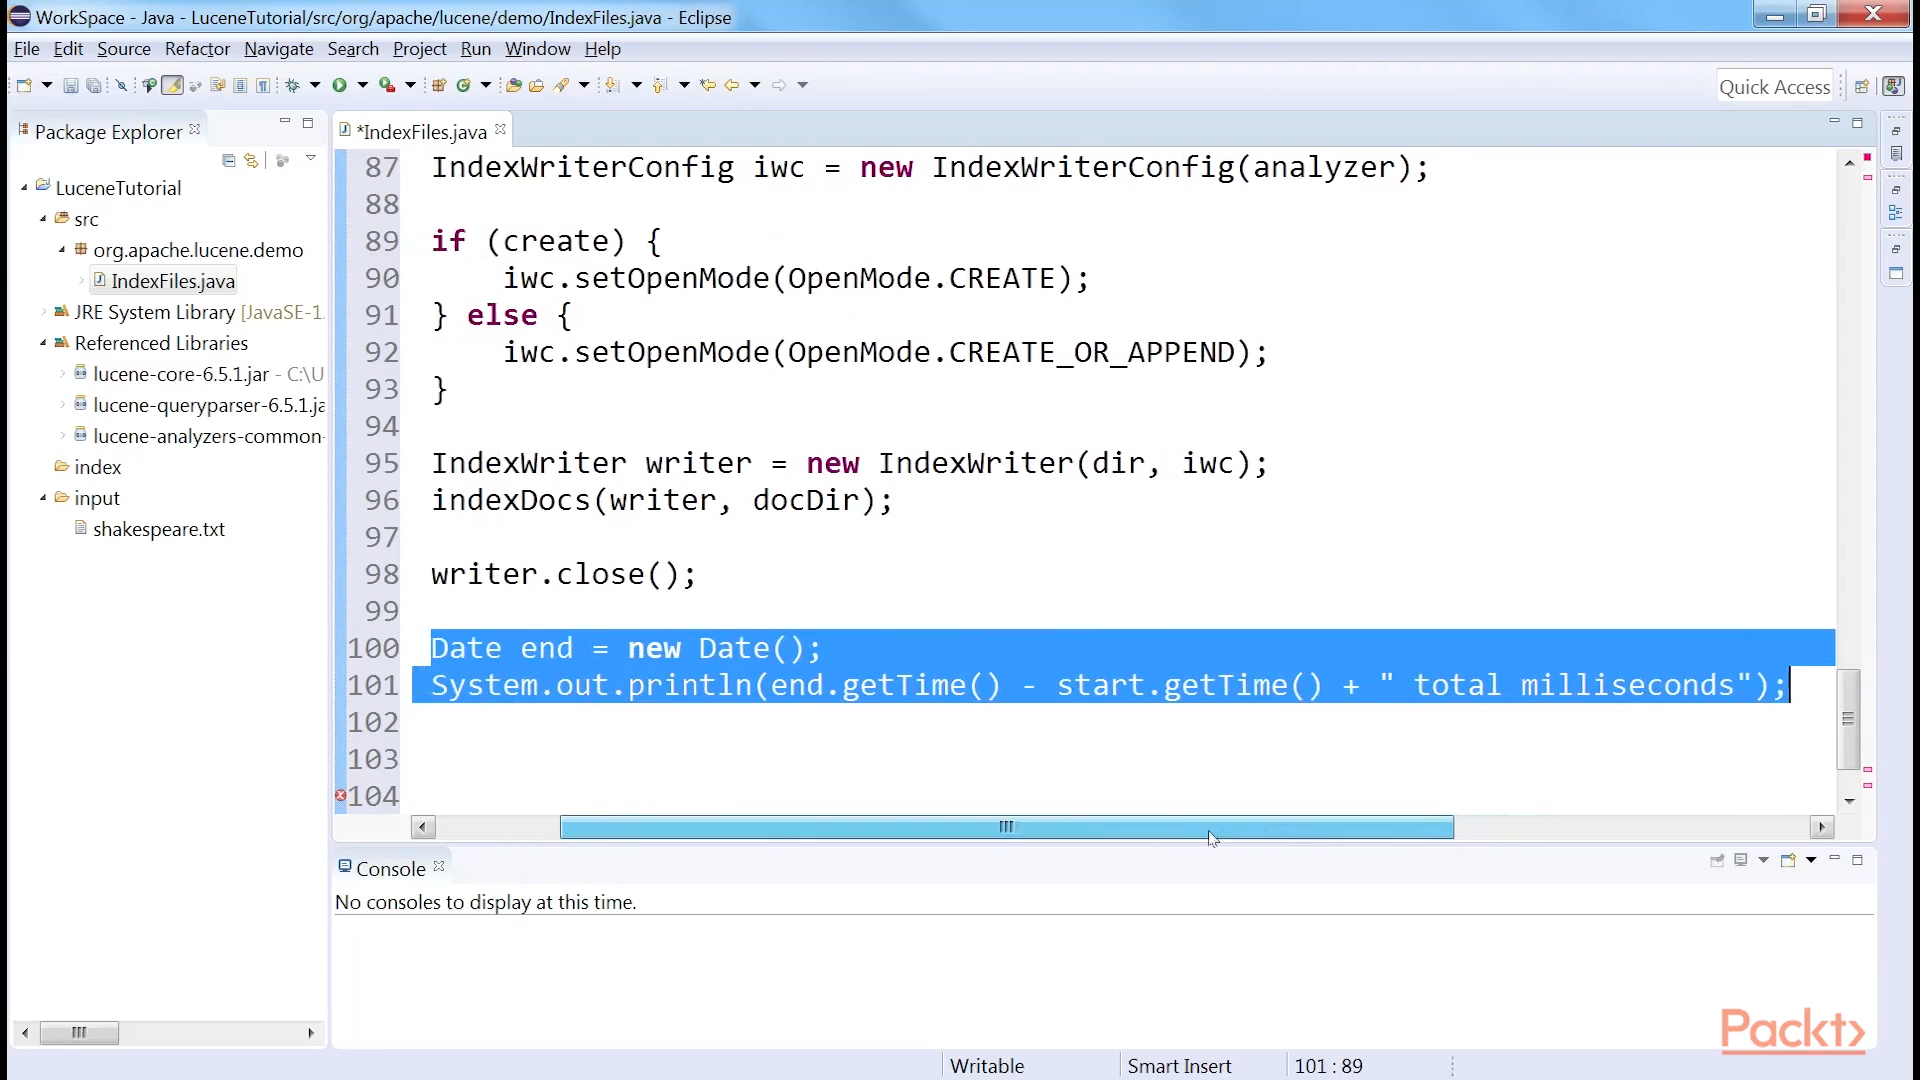 WorkSpace - Java - LuceneTutorial/src/org/apache/lucene/demo/IndexFiles.java - Eclipse
File Edit Source Refactor Navigate Search Project Run Window Help
Quick Access
Package Explorer
*IndexFiles.java
LuceneTutorial
src
org.apache.lucene.demo
IndexFiles.java
JRE System Library [JavaSE-1.
Referenced Libraries
lucene-core-6.5.1.jar - C:\U
lucene-queryparser-6.5.1.ja
lucene-analyzers-common-
index
input
shakespeare.txt
87 IndexWriterConfig iwc = new IndexWriterConfig(analyzer);
88
89 if (create) {
90 iwc.setOpenMode(OpenMode.CREATE);
91 } else {
92 iwc.setOpenMode(OpenMode.CREATE_OR_APPEND);
93 }
94
95 IndexWriter writer = new IndexWriter(dir, iwc);
96 indexDocs(writer, docDir);
97
98 writer.close();
99
100 Date end = new Date();
101 System.out.println(end.getTime() - start.getTime() + " total milliseconds");
102
103
104
Console
No consoles to display at this time.
Packt>
Writable Smart Insert 101 : 89